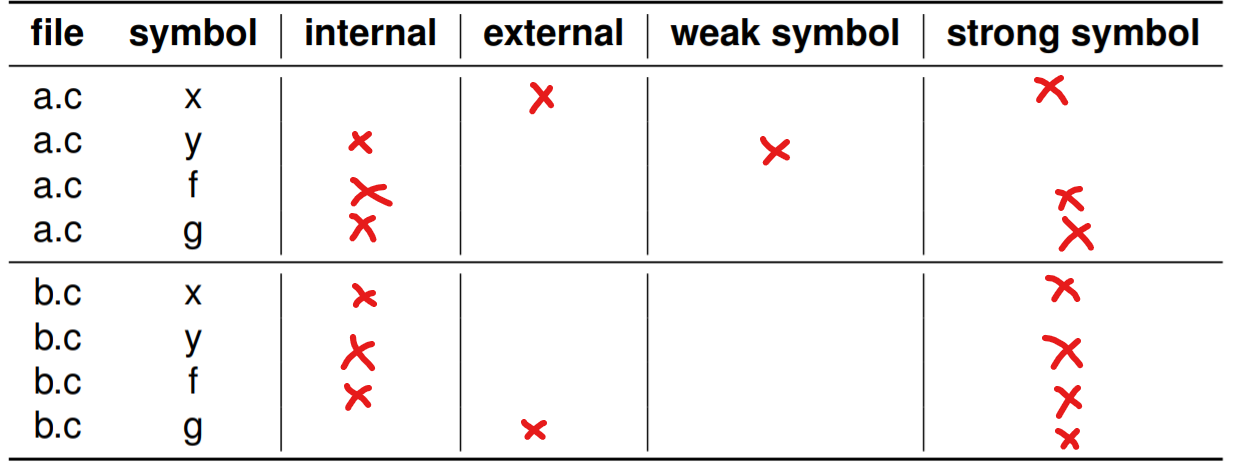 file symbol internal external weak symbol strong symbol
a.c x x x
a.c y x x
a.c f x x
a.c g x x
b.c x x x
b.c y x x
b.c f x x
b.c g x x